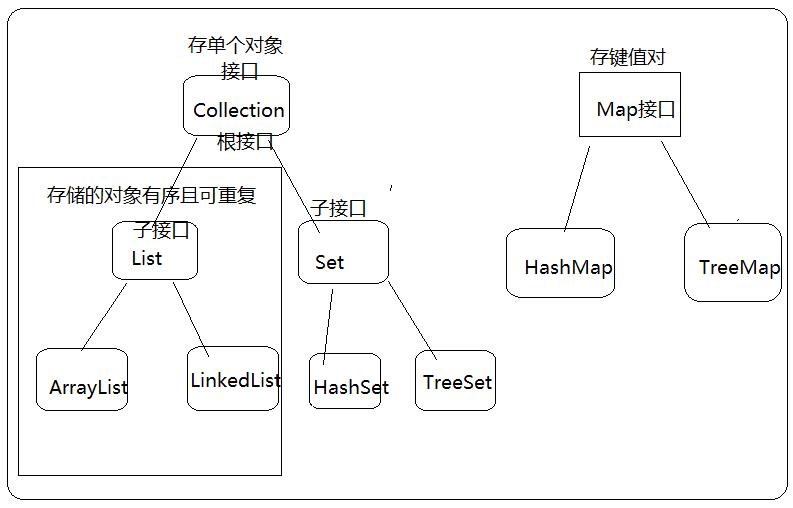 存单个对象
接口
Collection
根接口
存键值对
Map接口
存储的对象有序且可重复
子接口
List
子接口
Set
HashMap
TreeMap
ArrayList
LinkedList
HashSet
TreeSet